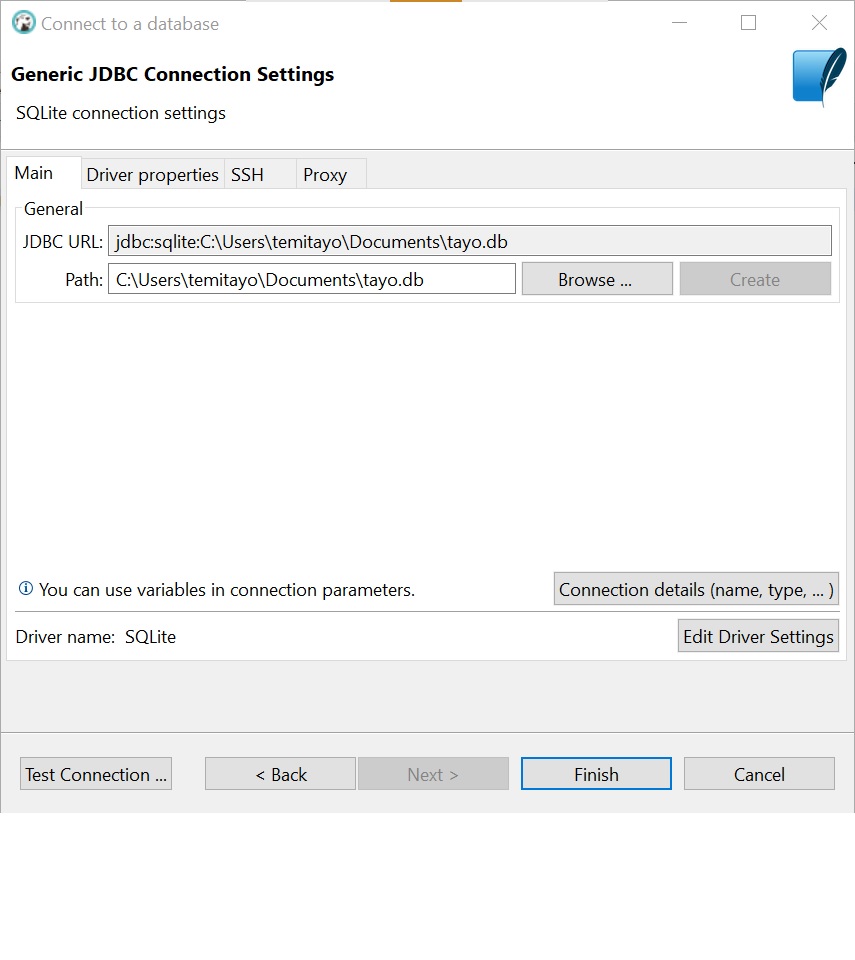 Connect to a database
Generic JDBC Connection Settings
SQLite connection settings
Main Driver properties SSH Proxy
General
JDBC URL: jdbc:sqlite:C:\Users\temitayo\Documents\tayo.db
Path: C:\Users\temitayo\Documents\tayo.db Browse ... Create
You can use variables in connection parameters. Connection details (name, type, ... )
Driver name: SQLite Edit Driver Settings
Test Connection ... < Back Next > Finish Cancel